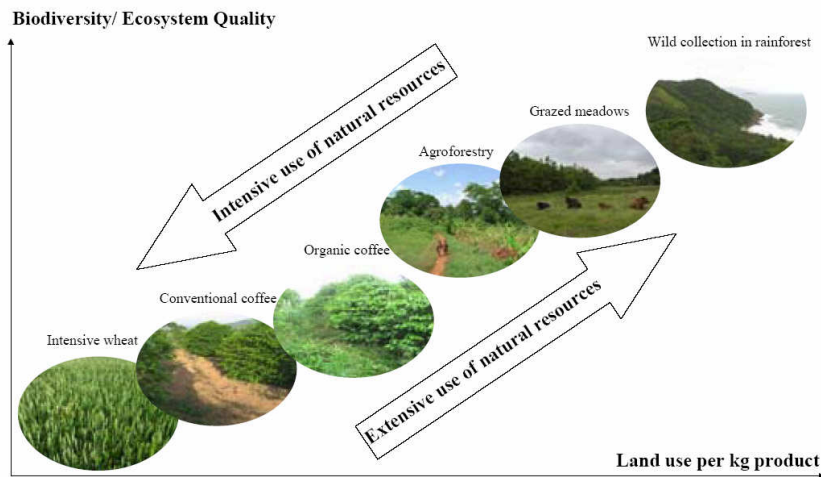 Biodiversity/ Ecosystem Quality
Wild collection in rainforest
Intensive use of natural resources
Grazed meadows
Agroforestry
Organic coffee
Conventional coffee
Intensive wheat
Extensive use of natural resources
Land use per kg product